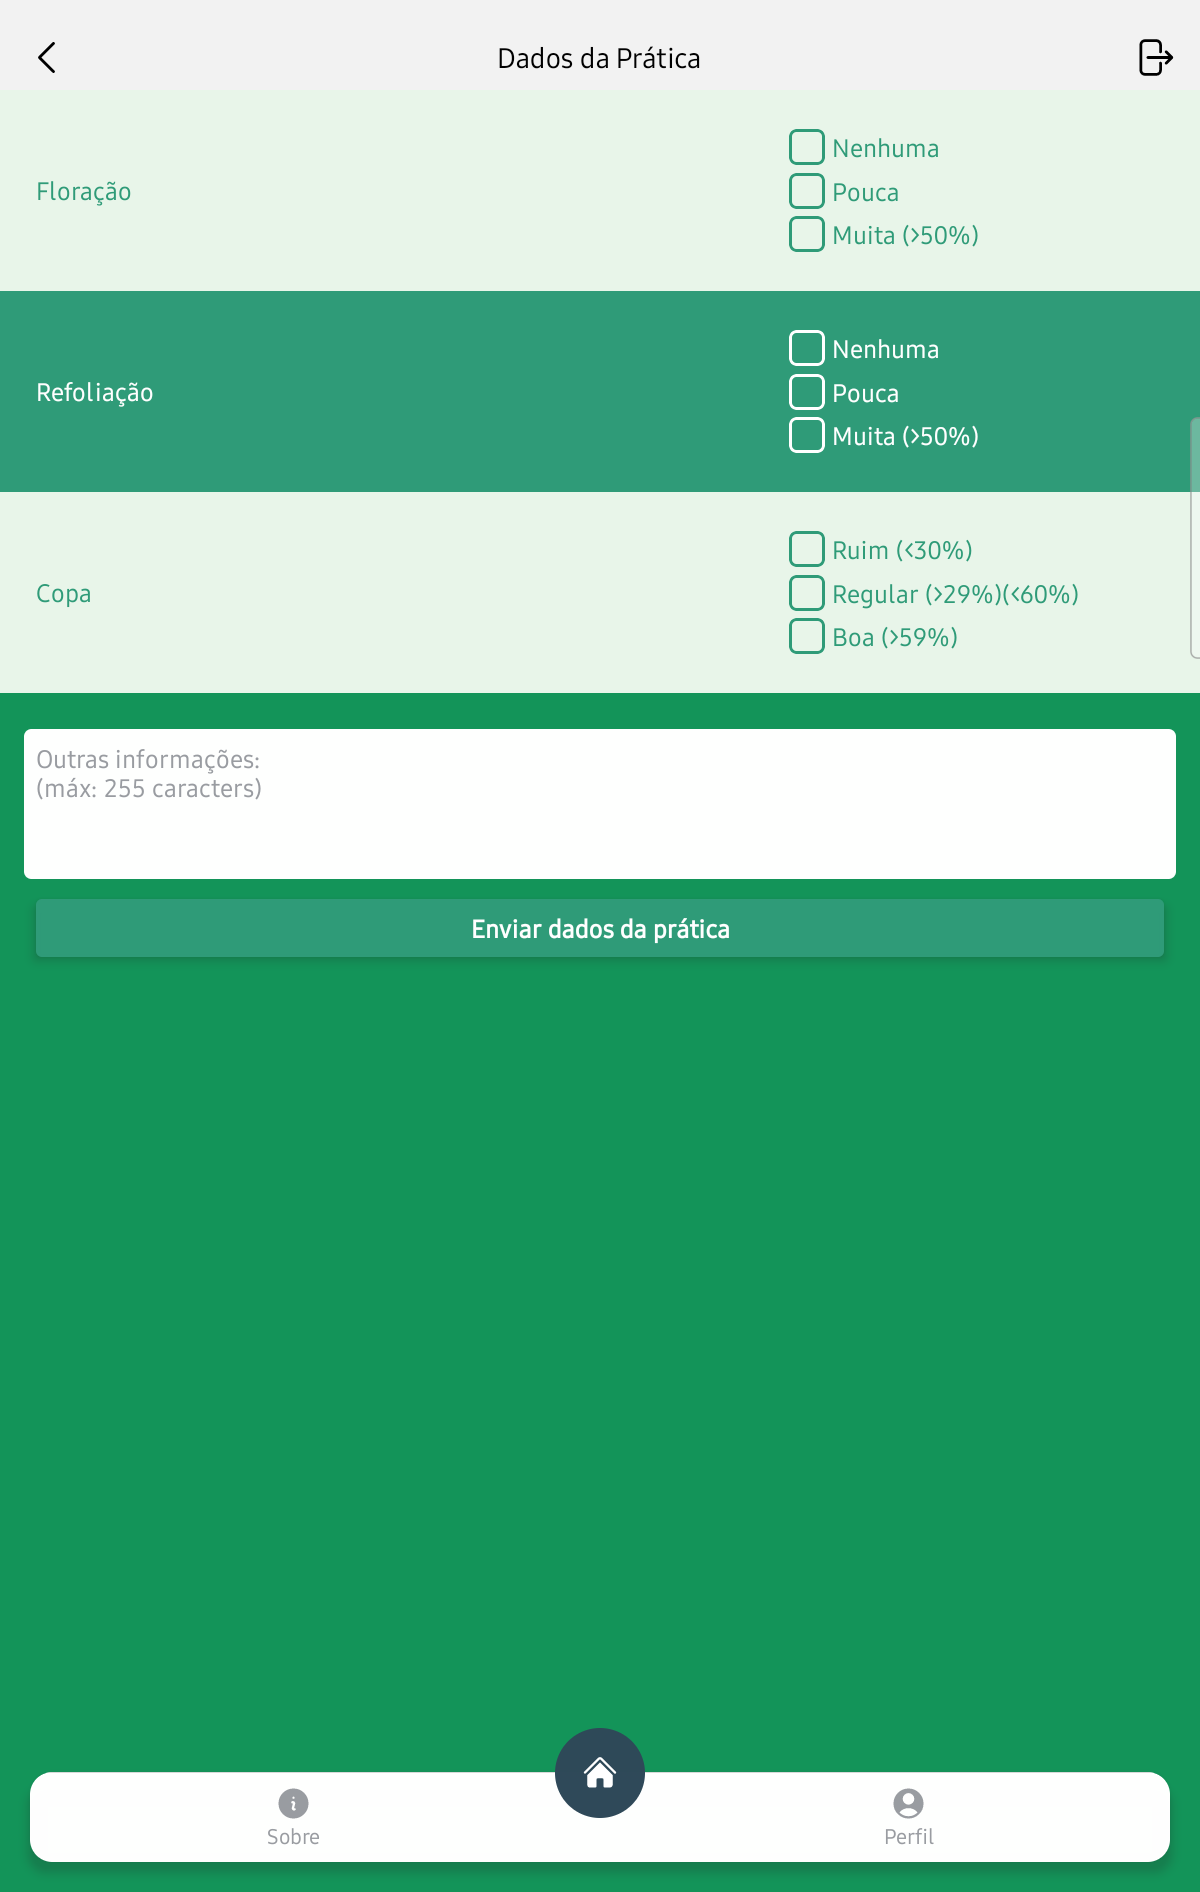 Dados da Prática
Floração
Nenhuma
Pouca
Muita (>50%)
Refoliação
Nenhuma
Pouca
Muita (>50%)
Copa
Ruim (<30%)
Regular (>29%)(<60%)
Boa (>59%)
Outras informações:
(máx: 255 caracters)
Enviar dados da prática
Sobre
Perfil